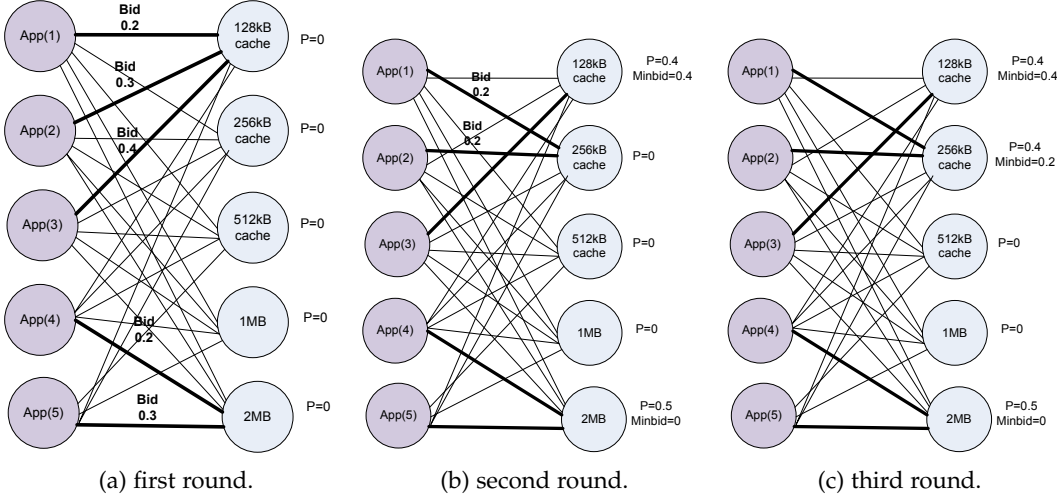 App(1)
App(2)
App(3)
App(4)
App(5)
Bid
0.2
Bid
0.3
Bid
0.4
Bid
0.2
Bid
0.3
128kB
cache
256kB
cache
512kB
cache
1MB
2MB
P=0
P=0
P=0
P=0
P=0
(a) first round.
App(1)
App(2)
App(3)
App(4)
App(5)
Bid
0.2
Bid
0.2
128kB
cache
256kB
cache
512kB
cache
1MB
2MB
P=0.4
Minbid=0.4
P=0
P=0
P=0
P=0.5
Minbid=0
(b) second round.
App(1)
App(2)
App(3)
App(4)
App(5)
128kB
cache
256kB
cache
512kB
cache
1MB
2MB
P=0.4
Minbid=0.4
P=0.4
Minbid=0.2
P=0
P=0
P=0.5
Minbid=0
(c) third round.